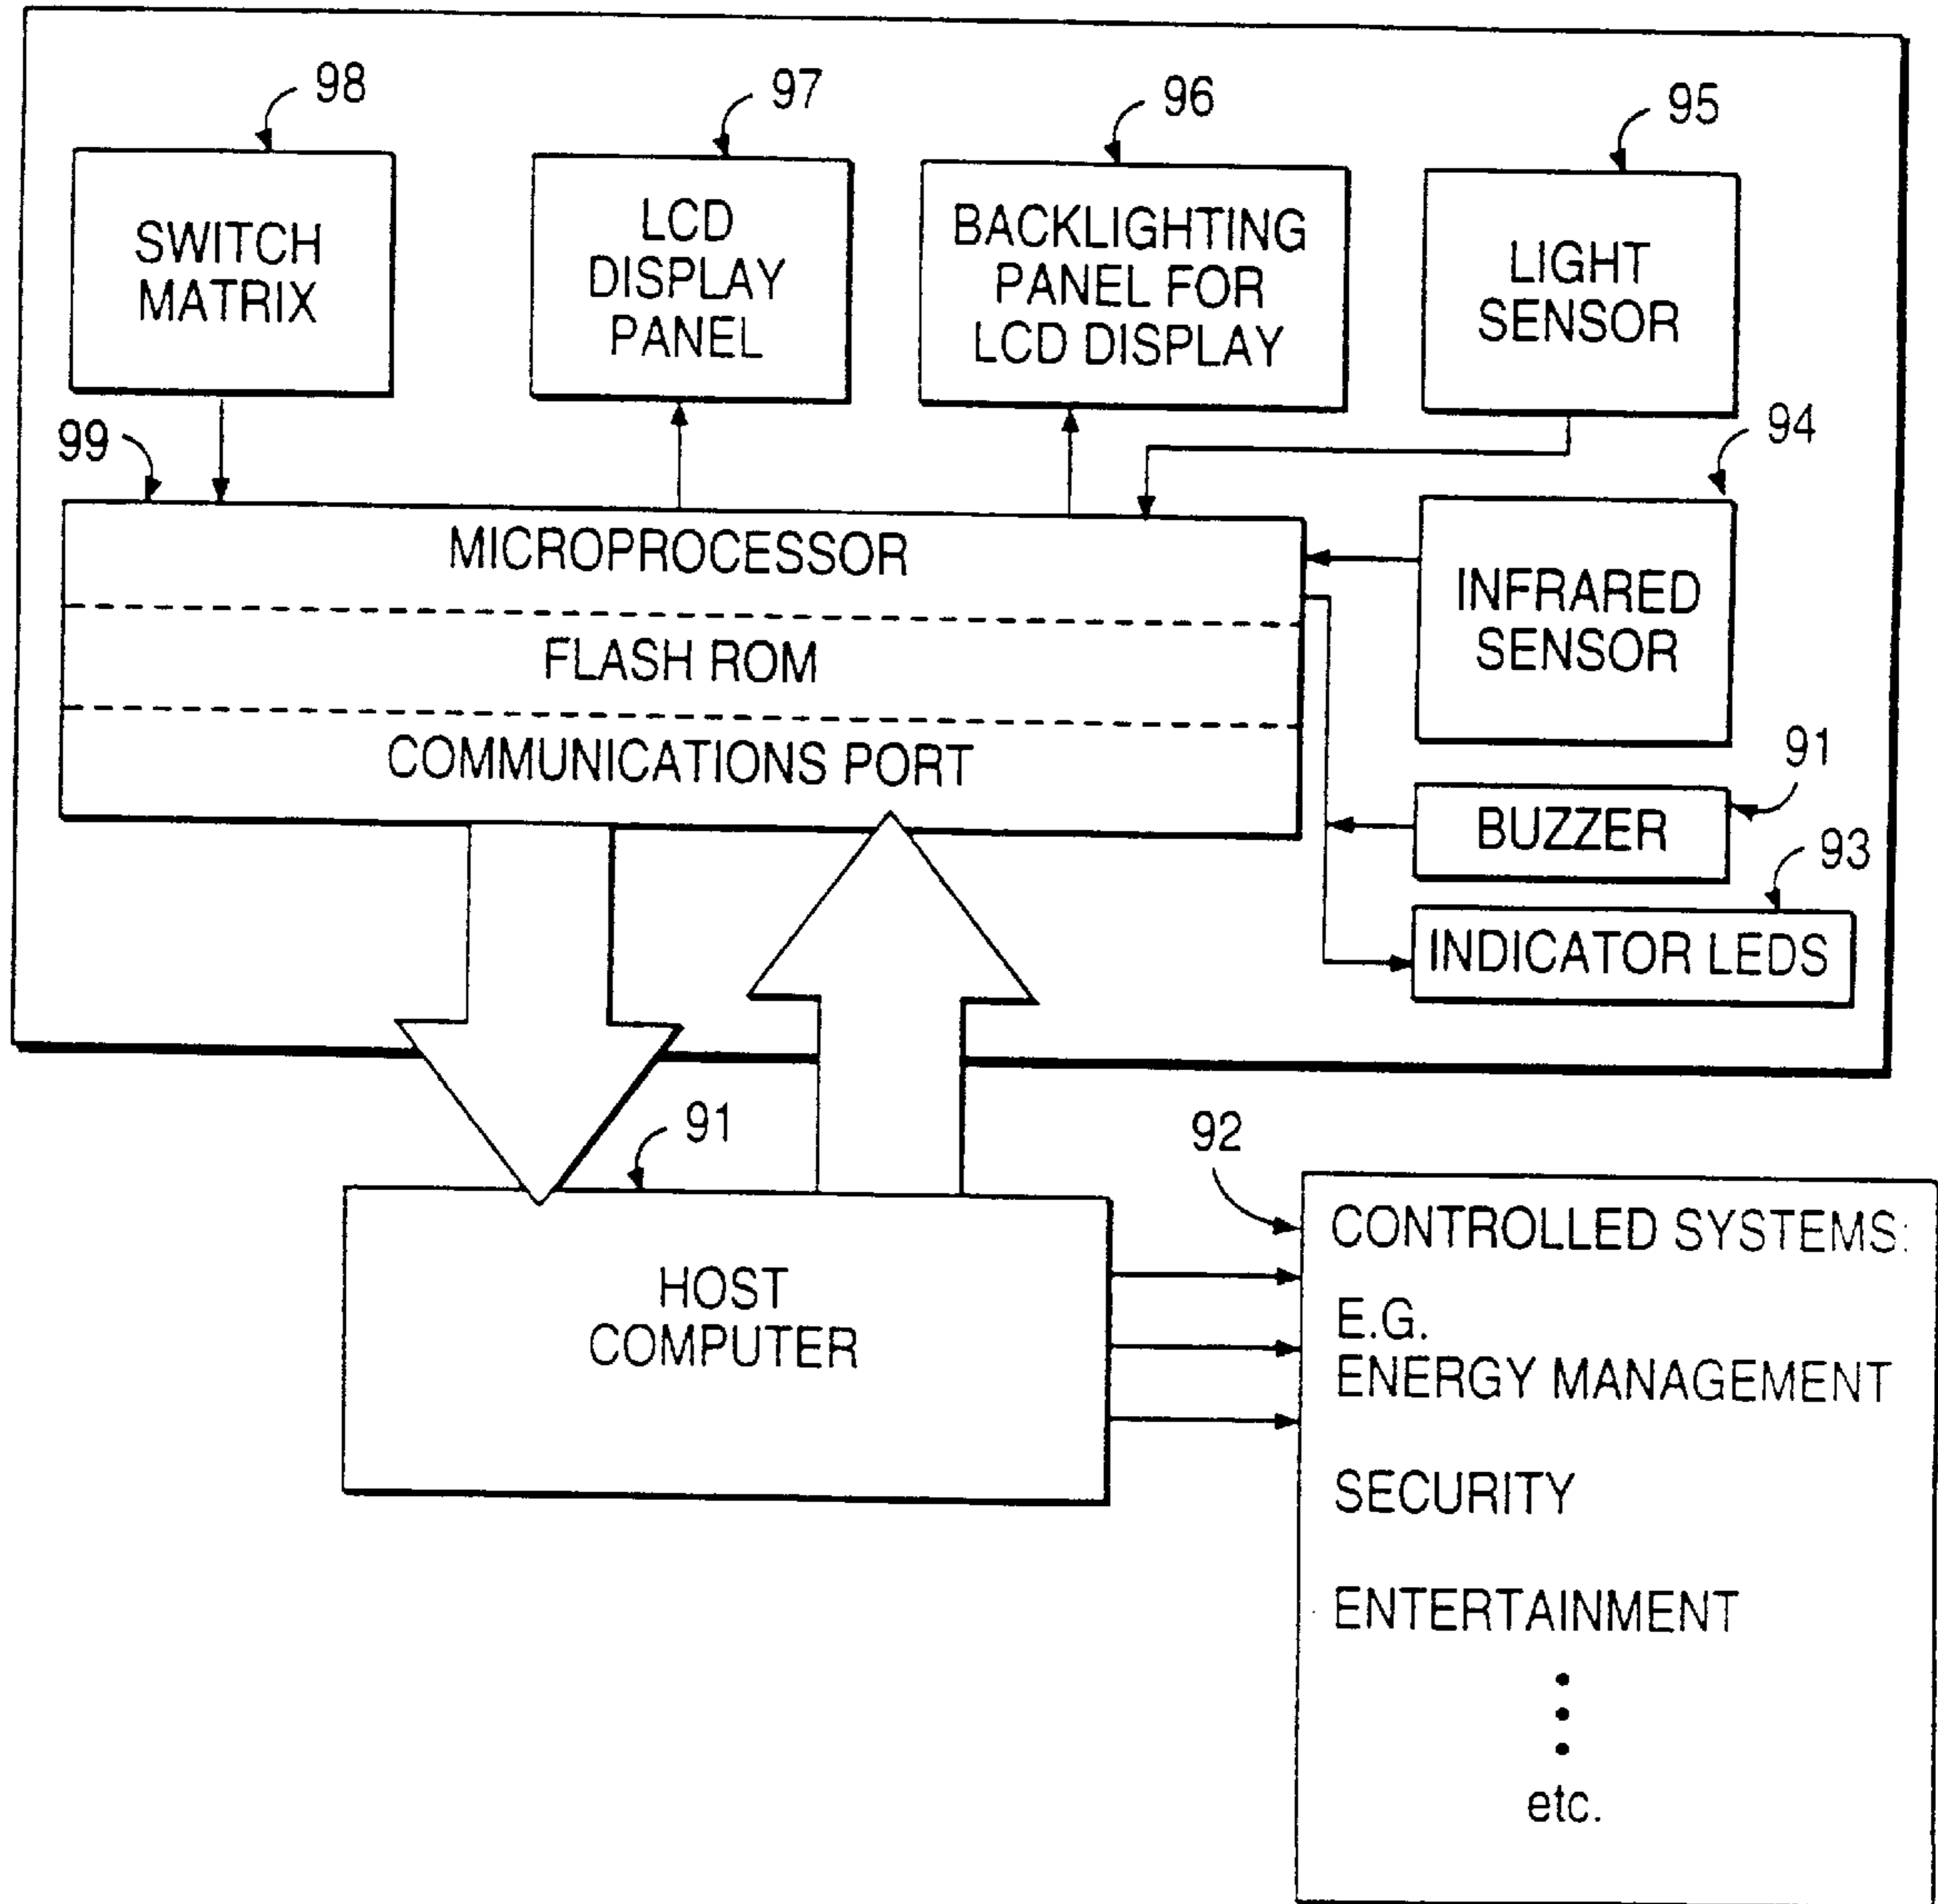 98
97
96
95
SWITCH
MATRIX
LCD
DISPLAY
PANEL
BACKLIGHTING
PANEL FOR
LCD DISPLAY
LIGHT
SENSOR
99
94
MICROPROCESSOR
FLASH ROM
COMMUNICATIONS PORT
INFRARED
SENSOR
91
BUZZER
93
INDICATOR LEDS
91
HOST
COMPUTER
92
CONTROLLED SYSTEMS:
E.G.
ENERGY MANAGEMENT
SECURITY
ENTERTAINMENT
etc.